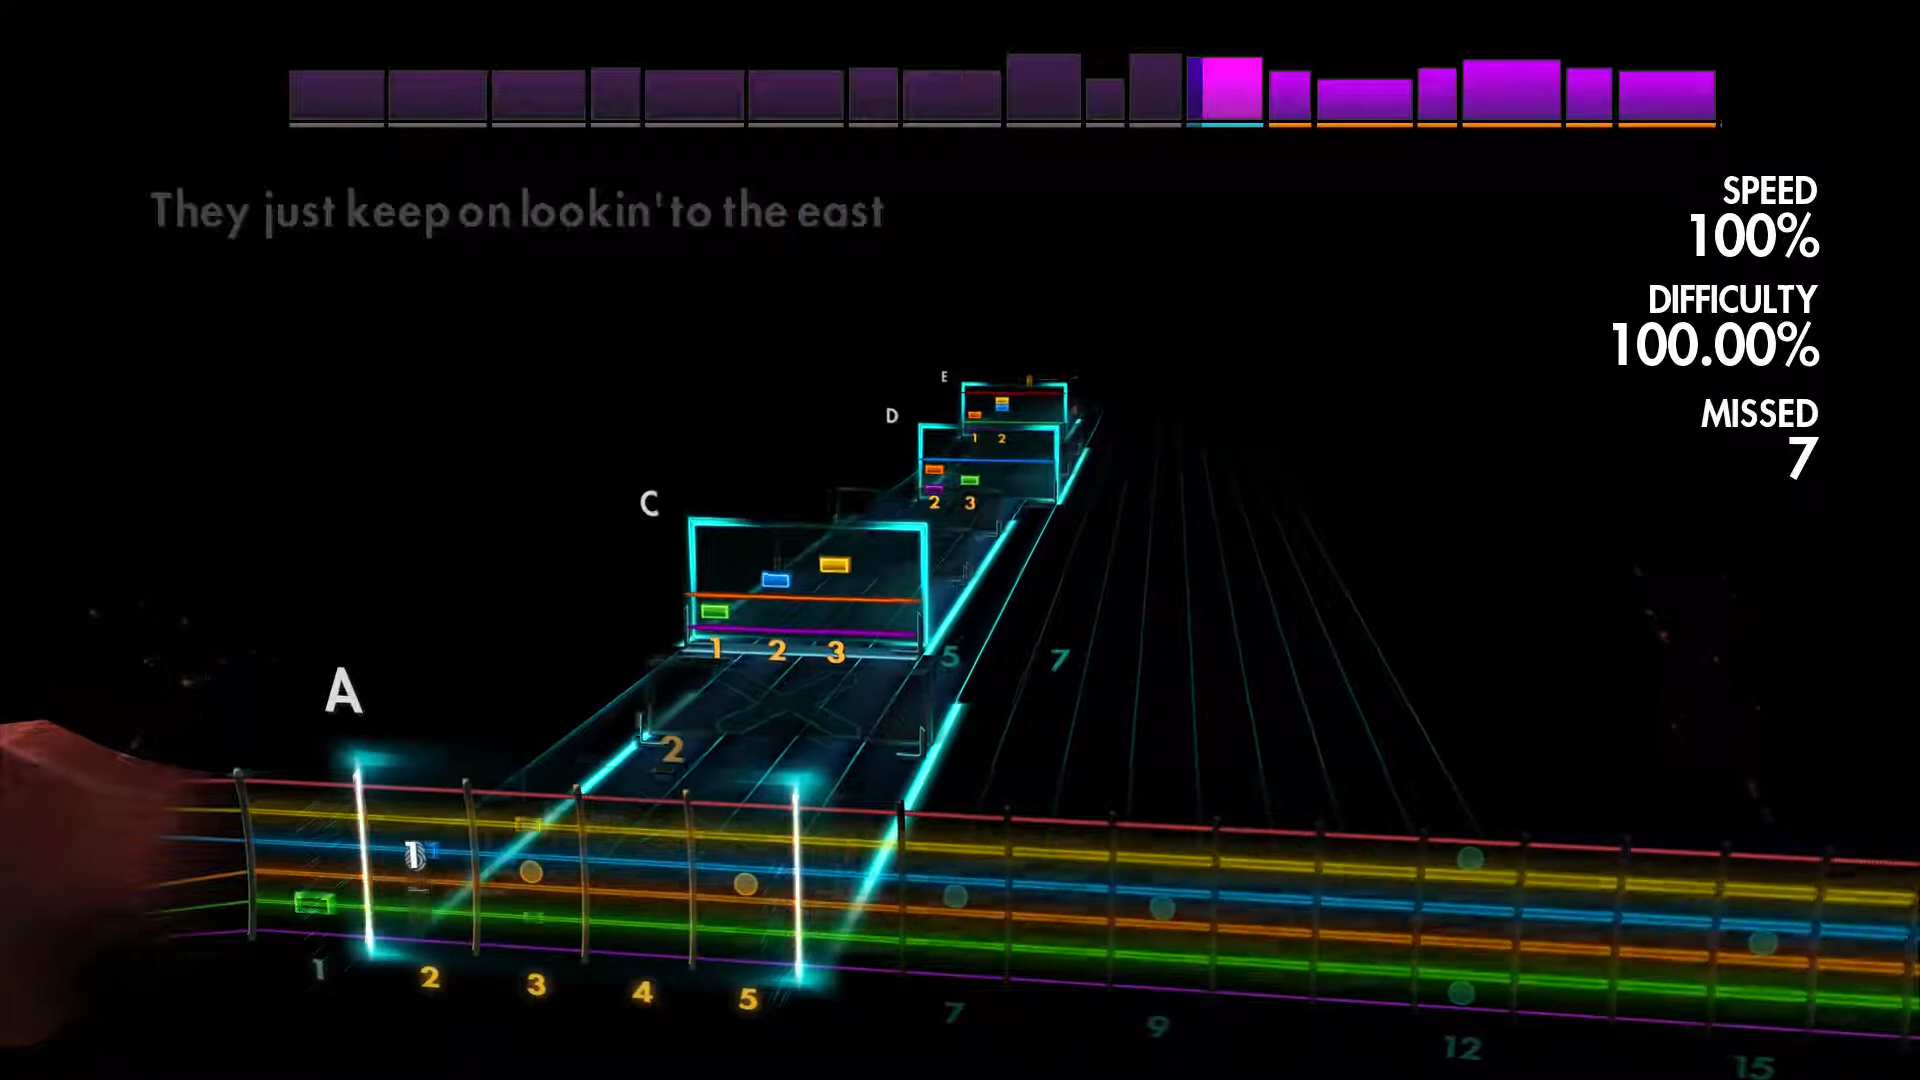 They just keep on lookin' to the east
SPEED
100%
DIFFICULTY
100.00%
MISSED
7
E
1 2
D
2 3
C
1 2 3 5 7
A
2
1
1 2 3 4 5 7 9 12 15